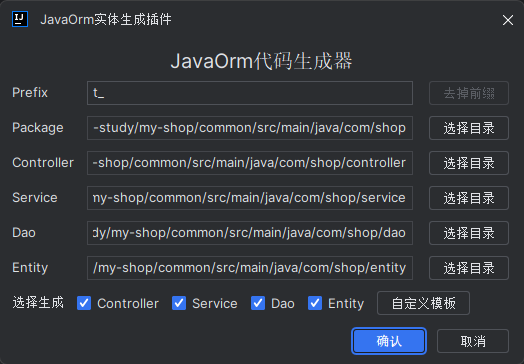 JavaOrm实体生成插件
JavaOrm代码生成器
Prefix t_ 去掉前缀
Package -study/my-shop/common/src/main/java/com/shop 选择目录
Controller -shop/common/src/main/java/com/shop/controller 选择目录
Service my-shop/common/src/main/java/com/shop/service 选择目录
Dao dy/my-shop/common/src/main/java/com/shop/dao 选择目录
Entity /my-shop/common/src/main/java/com/shop/entity 选择目录
选择生成 Controller Service Dao Entity 自定义模板
确认 取消